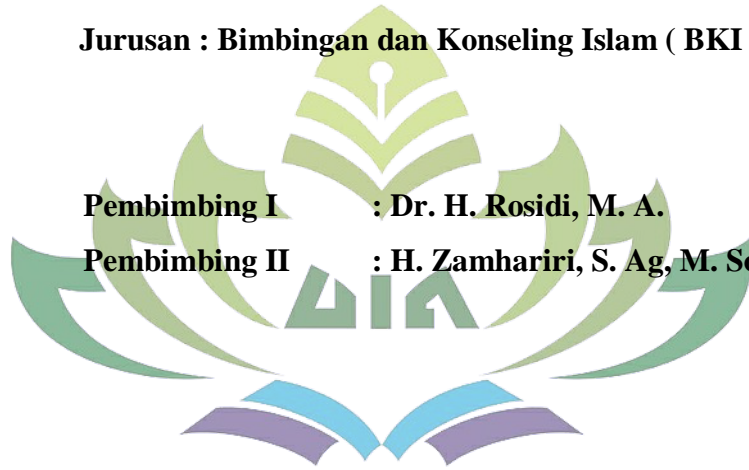 Jurusan : Bimbingan dan Konseling Islam ( BKI
Pembimbing I : Dr. H. Rosidi, M. A.
Pembimbing II : H. Zamhariri, S. Ag, M. So
UIN